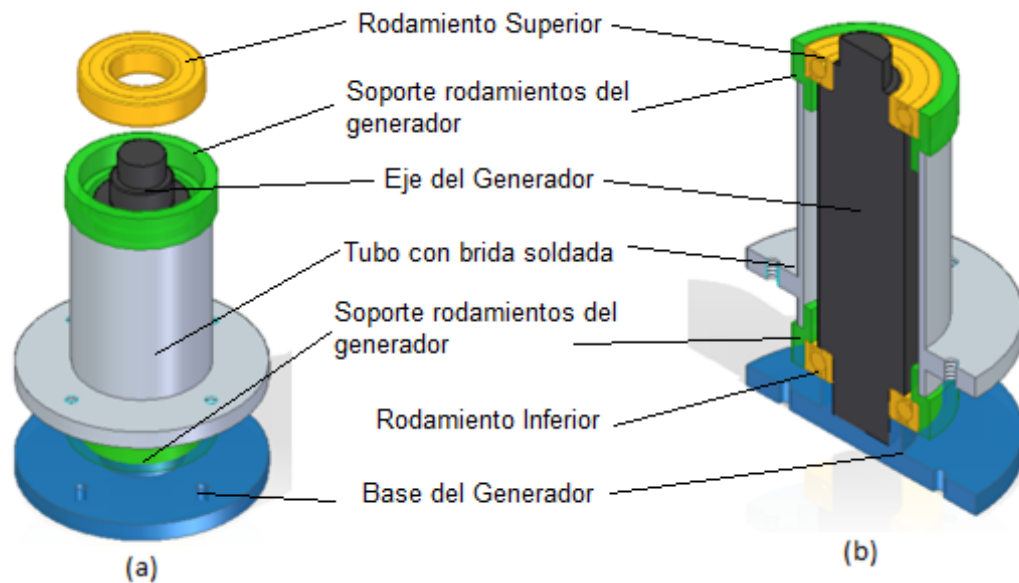 Rodamiento Superior
Soporte rodamientos del
generador
Eje del Generador
Tubo con brida soldada
Soporte rodamientos del
generador
Rodamiento Inferior
Base del Generador
(a)
(b)